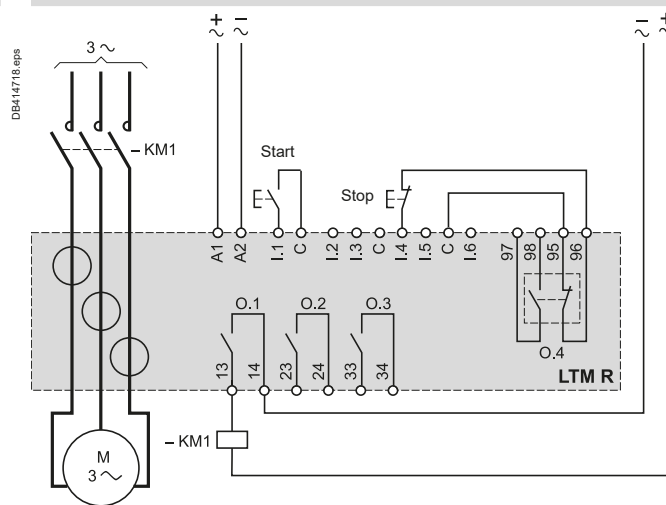 + − − +
∼ ∼ ∼ ∼
DB414718.eps
3 ∼
– KM1
Start
Stop
A1 A2 I.1 C I.2 I.3 C I.4 I.5 C I.6 97 98 95 96
O.1 O.2 O.3
O.4
13 14 23 24 33 34
LTM R
– KM1
M
3 ∼